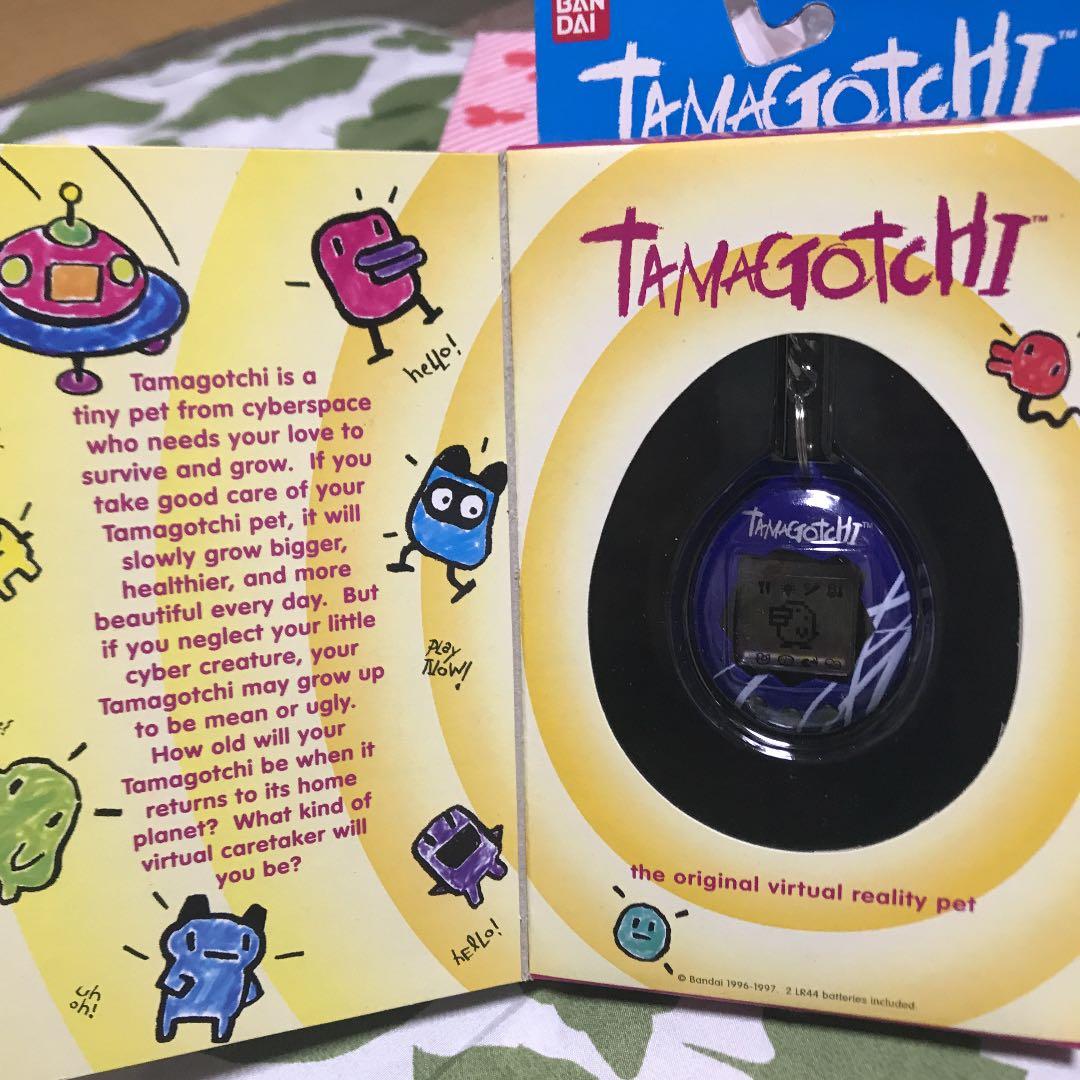 BAN
DAI
TAMAGOTCHI™
TAMAGOTCHI™
hello!
Tamagotchi is a
tiny pet from cyberspace
who needs your love to
survive and grow. If you
take good care of your
Tamagotchi pet, it will
slowly grow bigger,
healthier, and more
beautiful every day. But
if you neglect your little
cyber creature, your
Tamagotchi may grow up
to be mean or ugly.
How old will your
Tamagotchi be when it
returns to its home
planet? What kind of
virtual caretaker will
you be?
PLAY
NOW!
hELLO!
uh
oh!
TAMAGOTCHI™
the original virtual reality pet
© Bandai 1996-1997. 2 LR44 batteries included.